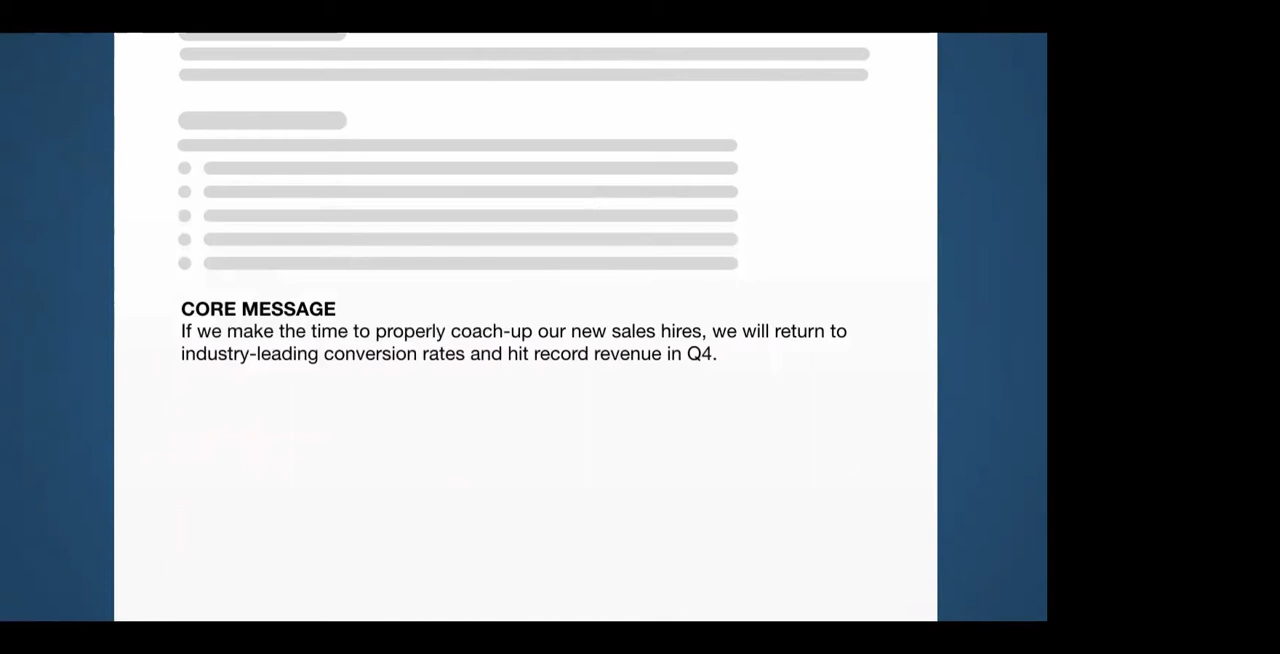 CORE MESSAGE
If we make the time to properly coach-up our new sales hires, we will return to
industry-leading conversion rates and hit record revenue in Q4.